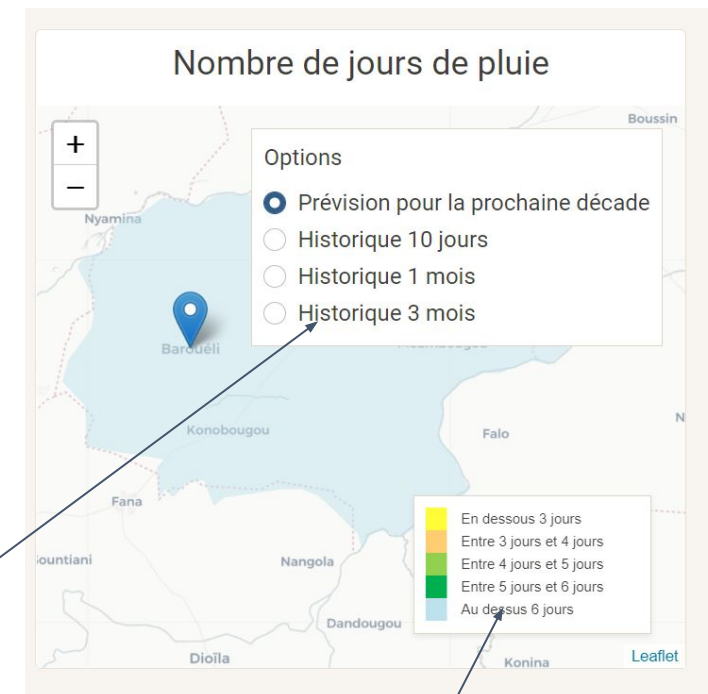 Nombre de jours de pluie
Boussin
+
−
Options
Prévision pour la prochaine décade
Historique 10 jours
Historique 1 mois
Historique 3 mois
Nyamina
Barouéli
Konobougou
Falo
N
Fana
En dessous 3 jours
Entre 3 jours et 4 jours
Entre 4 jours et 5 jours
Entre 5 jours et 6 jours
Au dessus 6 jours
ountiani
Nangola
Dandougou
Dioïla
Konina
Leaflet